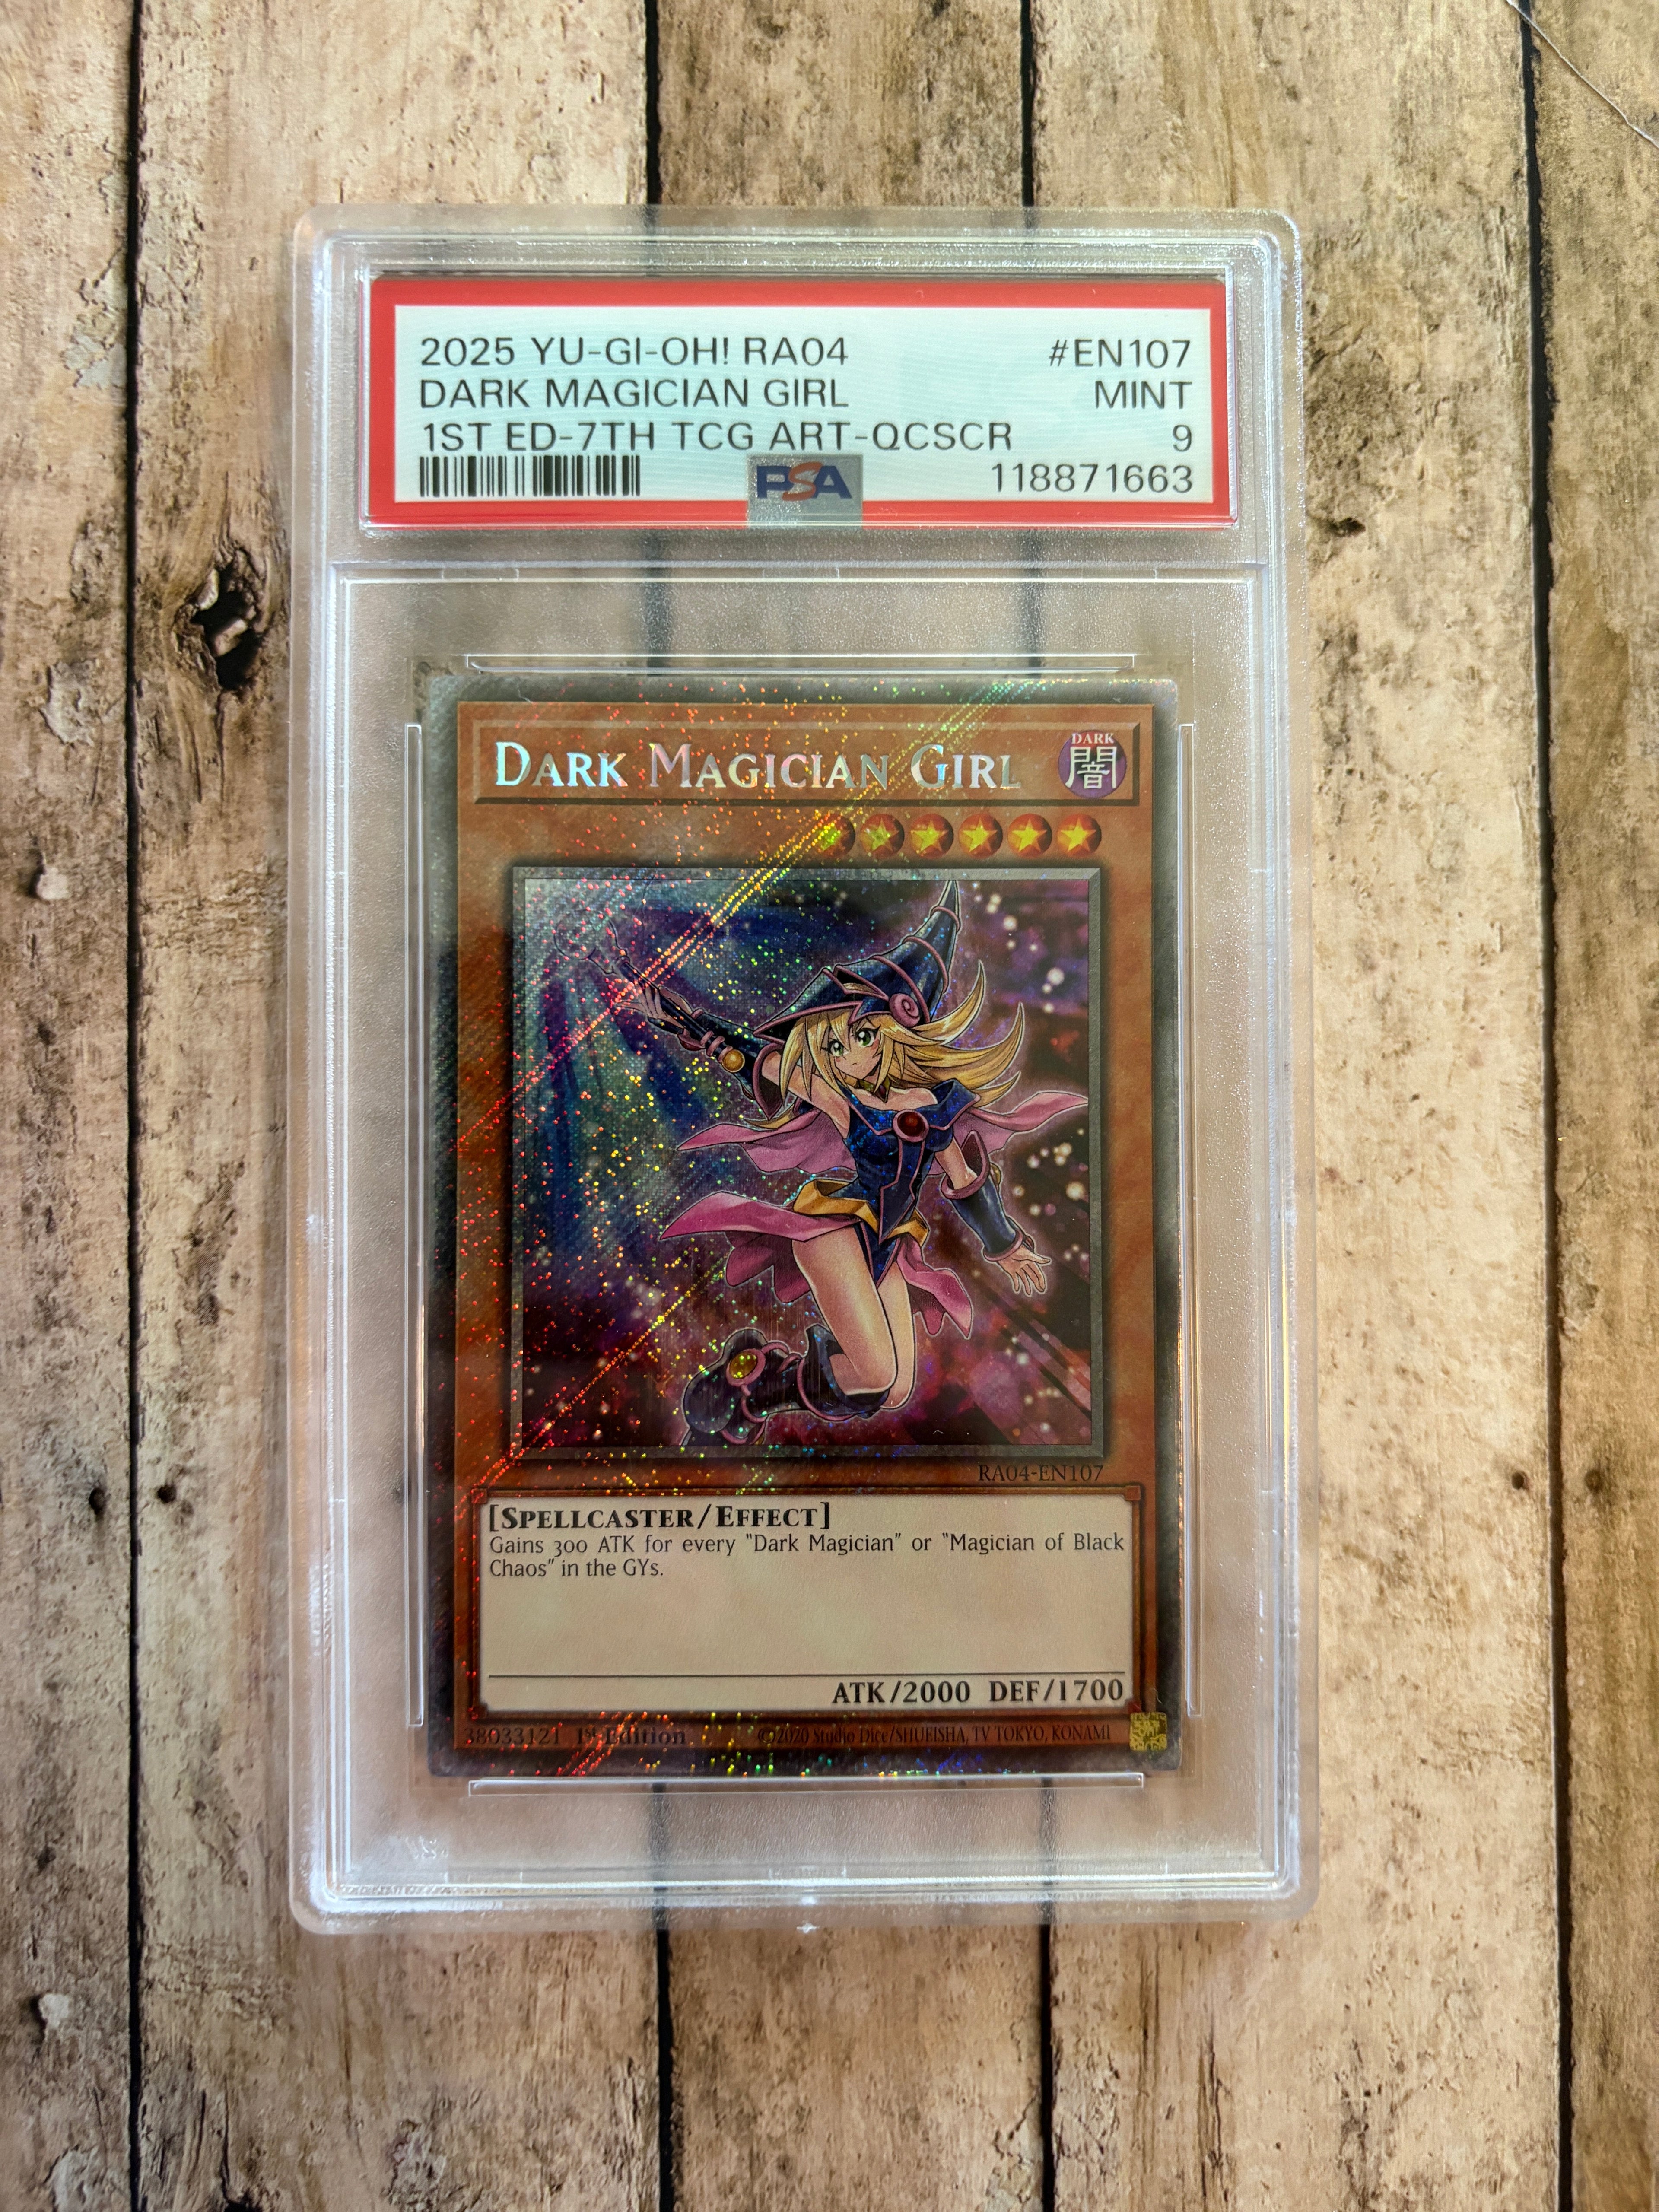 2025 YU-GI-OH! RA04 #EN107
DARK MAGICIAN GIRL MINT
1ST ED-7TH TCG ART-QCSCR 9
PSA 118871663
DARK MAGICIAN GIRL
DARK
闇
RA04-EN107
[SPELLCASTER/EFFECT]
Gains 300 ATK for every "Dark Magician" or "Magician of Black
Chaos" in the GYs.
ATK/2000 DEF/1700
38033121 1st Edition ©2020 Studio Dice/SHUEISHA, TV TOKYO, KONAMI